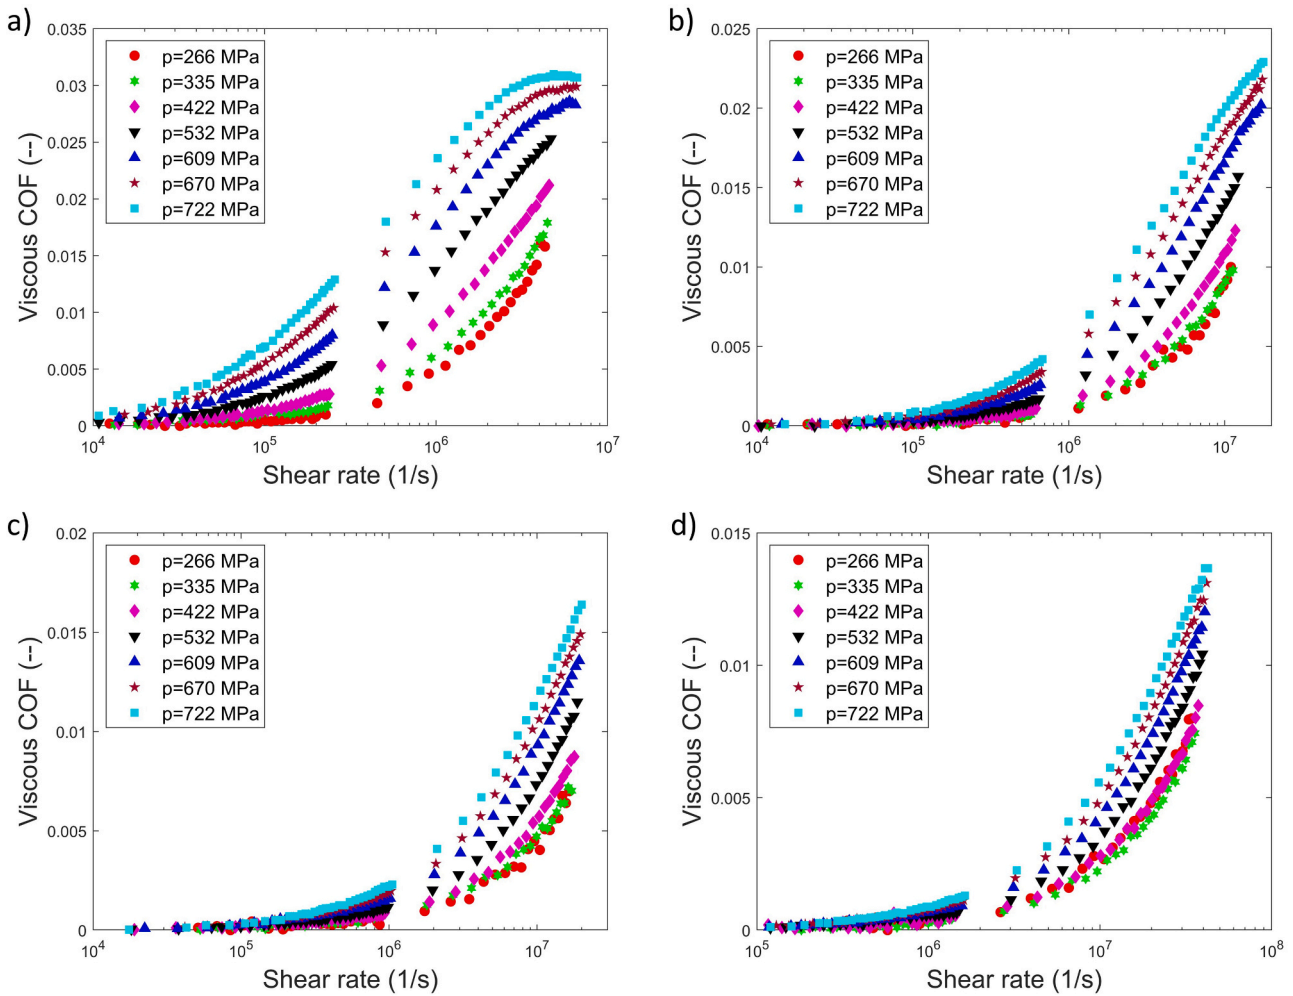 a)
0.035
0.03
0.025
0.02
0.015
0.01
0.005
0
Viscous COF (--)
p=266 MPa
p=335 MPa
p=422 MPa
p=532 MPa
p=609 MPa
p=670 MPa
p=722 MPa
10^4
10^5
10^6
10^7
Shear rate (1/s)
b)
0.025
0.02
0.015
0.01
0.005
0
Viscous COF (--)
p=266 MPa
p=335 MPa
p=422 MPa
p=532 MPa
p=609 MPa
p=670 MPa
p=722 MPa
10^4
10^5
10^6
10^7
Shear rate (1/s)
c)
0.02
0.015
0.01
0.005
0
Viscous COF (--)
p=266 MPa
p=335 MPa
p=422 MPa
p=532 MPa
p=609 MPa
p=670 MPa
p=722 MPa
10^4
10^5
10^6
10^7
Shear rate (1/s)
d)
0.015
0.01
0.005
0
Viscous COF (--)
p=266 MPa
p=335 MPa
p=422 MPa
p=532 MPa
p=609 MPa
p=670 MPa
p=722 MPa
10^5
10^6
10^7
10^8
Shear rate (1/s)